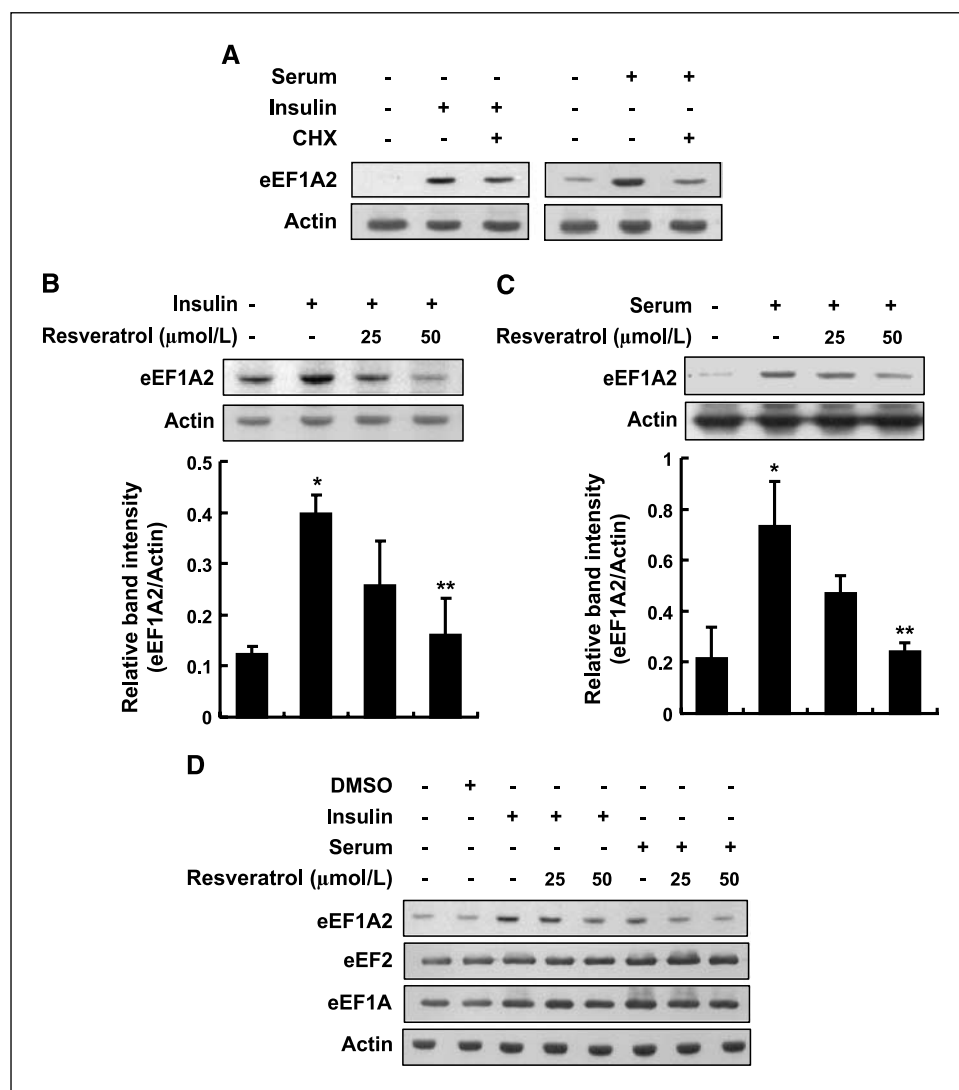 A
Serum - - - - + +
Insulin - + + - - -
CHX - - + - - +
eEF1A2
Actin
B
Insulin - + + +
Resveratrol (µmol/L) - - 25 50
eEF1A2
Actin
Relative band intensity
(eEF1A2/Actin)
0.5
0.4
0.3
0.2
0.1
0
*
**
C
Serum - + + +
Resveratrol (µmol/L) - - 25 50
eEF1A2
Actin
Relative band intensity
(eEF1A2/Actin)
1
0.8
0.6
0.4
0.2
0
*
**
D
DMSO - + - - - - - -
Insulin - - + + + - - -
Serum - - - - - + + +
Resveratrol (µmol/L) - - - 25 50 - 25 50
eEF1A2
eEF2
eEF1A
Actin